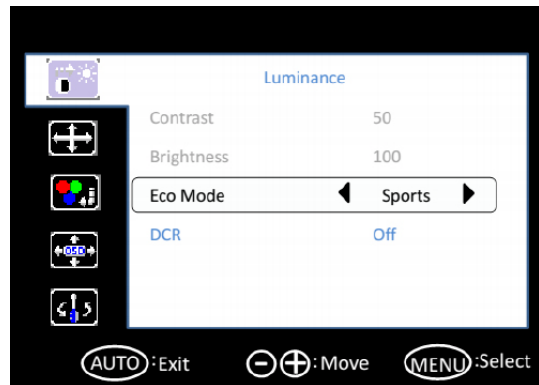 Luminance
Contrast 50
Brightness 100
Eco Mode Sports
DCR Off
OSD
AUTO:Exit -+:Move MENU:Select